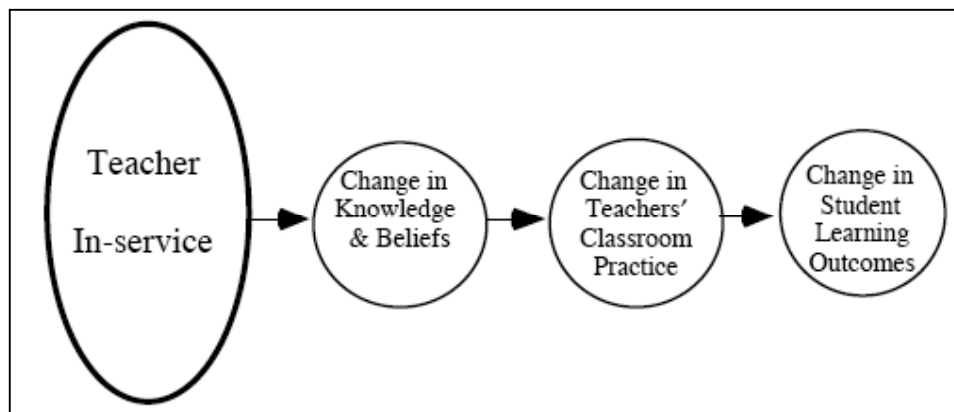 Teacher
In-service
Change in
Knowledge
& Beliefs
Change in
Teachers'
Classroom
Practice
Change in
Student
Learning
Outcomes